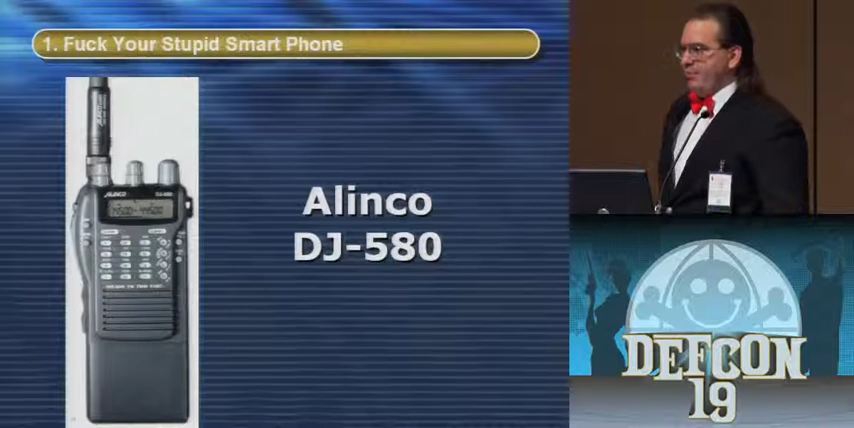 1. Fuck Your Stupid Smart Phone
ALINCO
Alinco
DJ-580
DEFCON
19